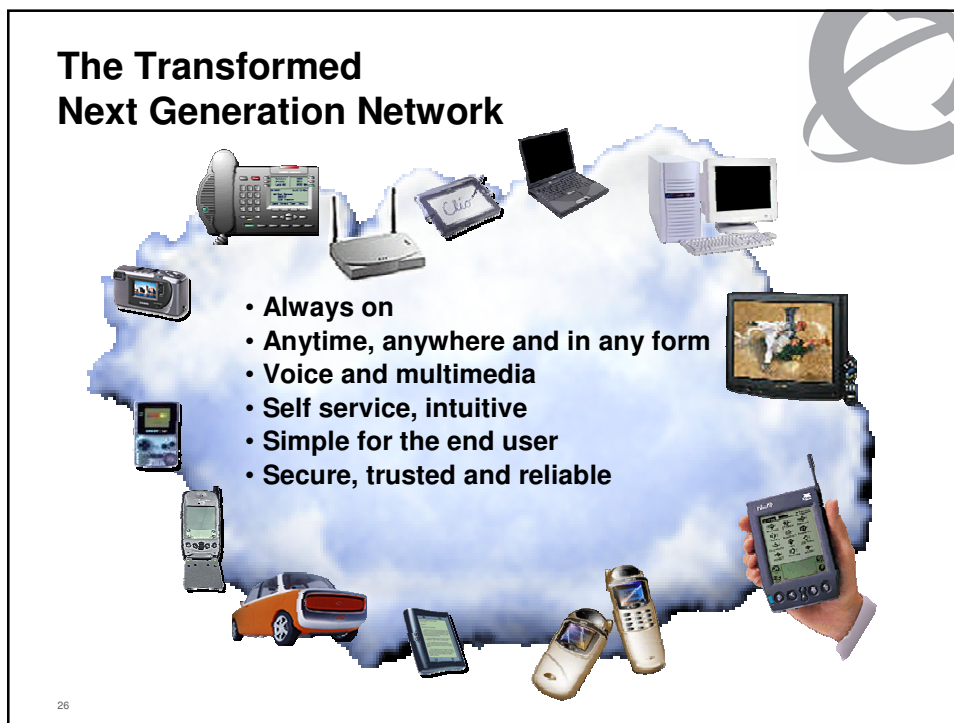 The Transformed
Next Generation Network
Clio
• Always on
• Anytime, anywhere and in any form
• Voice and multimedia
• Self service, intuitive
• Simple for the end user
• Secure, trusted and reliable
26